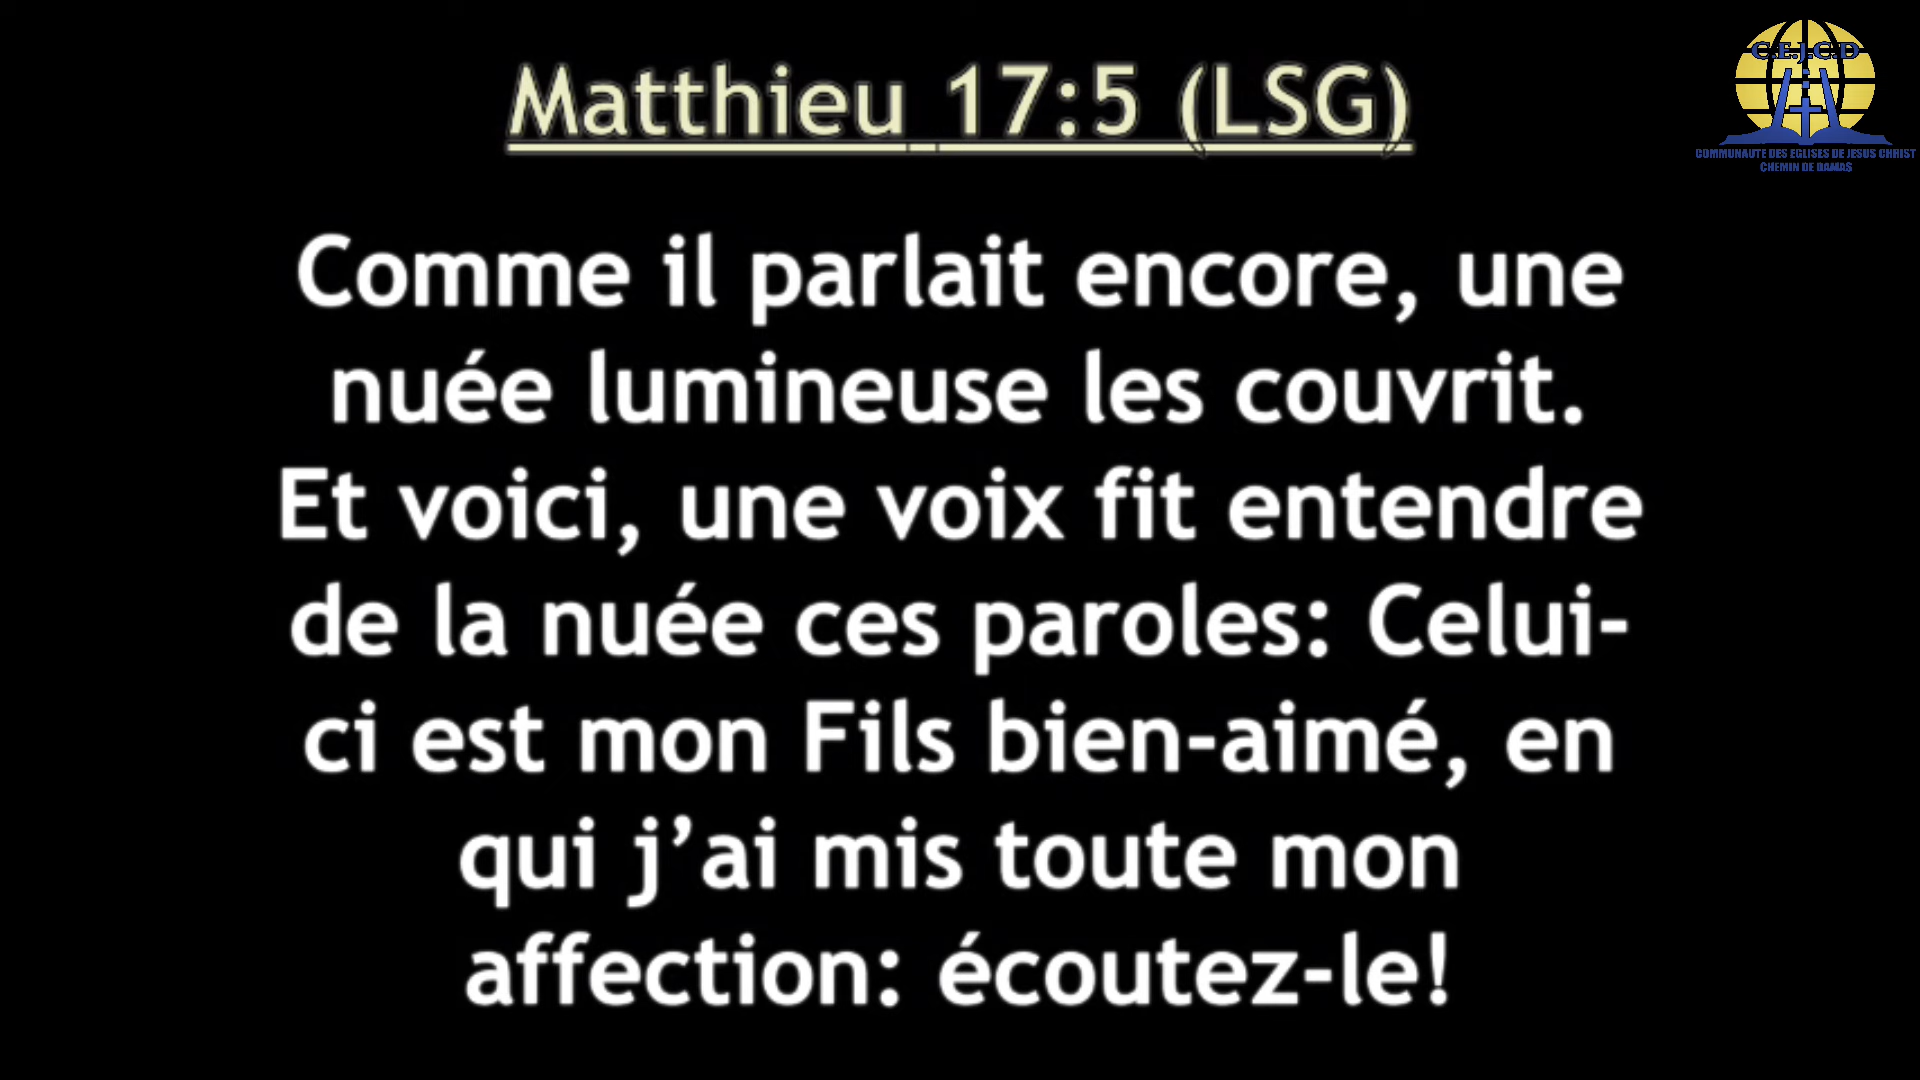 Matthieu 17:5 (LSG)
C.E.J.C.D
COMMUNAUTE DES EGLISES DE JESUS CHRIST
CHEMIN DE DAMAS
Comme il parlait encore, une
nuée lumineuse les couvrit.
Et voici, une voix fit entendre
de la nuée ces paroles: Celui-
ci est mon Fils bien-aimé, en
qui j’ai mis toute mon
affection: écoutez-le!